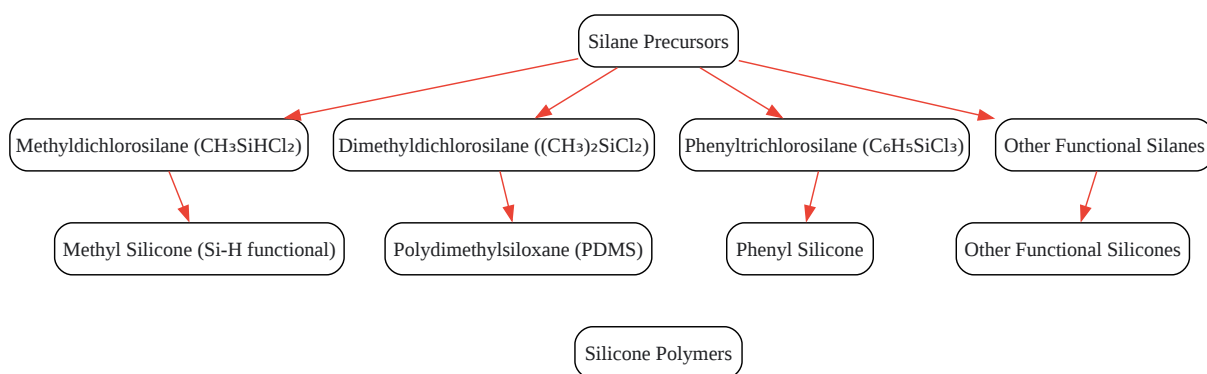 Silane Precursors
Methyldichlorosilane (CH₃SiHCl₂)
Dimethyldichlorosilane ((CH₃)₂SiCl₂)
Phenyltrichlorosilane (C₆H₅SiCl₃)
Other Functional Silanes
Methyl Silicone (Si-H functional)
Polydimethylsiloxane (PDMS)
Phenyl Silicone
Other Functional Silicones
Silicone Polymers